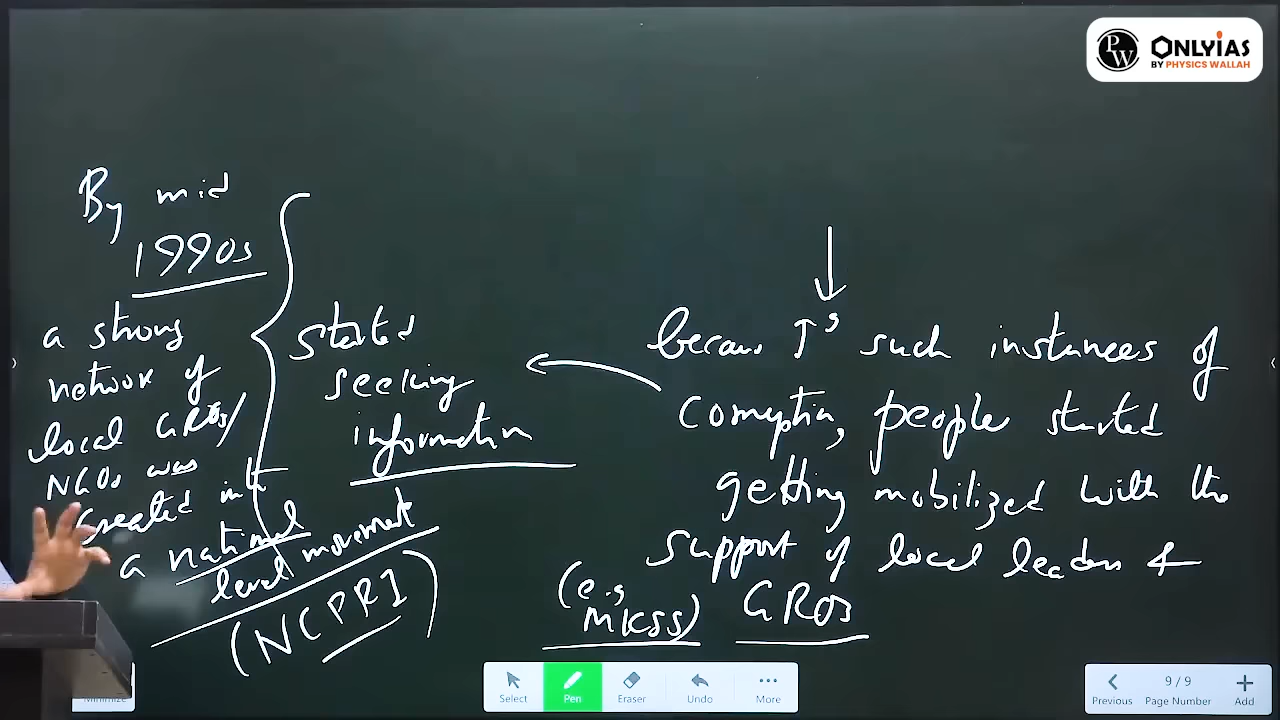 PW ONLYIAS
BY PHYSICS WALLAH
↓
because ↑s such instances of
corruption, people started
getting mobilized with the
support of local leaders &
(e.g MKSS) GROs
←
started
seeking
information
By mid
1990s
a strong
network of
local GROs/
NGOs was
created into
a national
level movement
(NCPRI)
Minimize
Select
Pen
Eraser
Undo
More
Previous
9 / 9
Page Number
Add